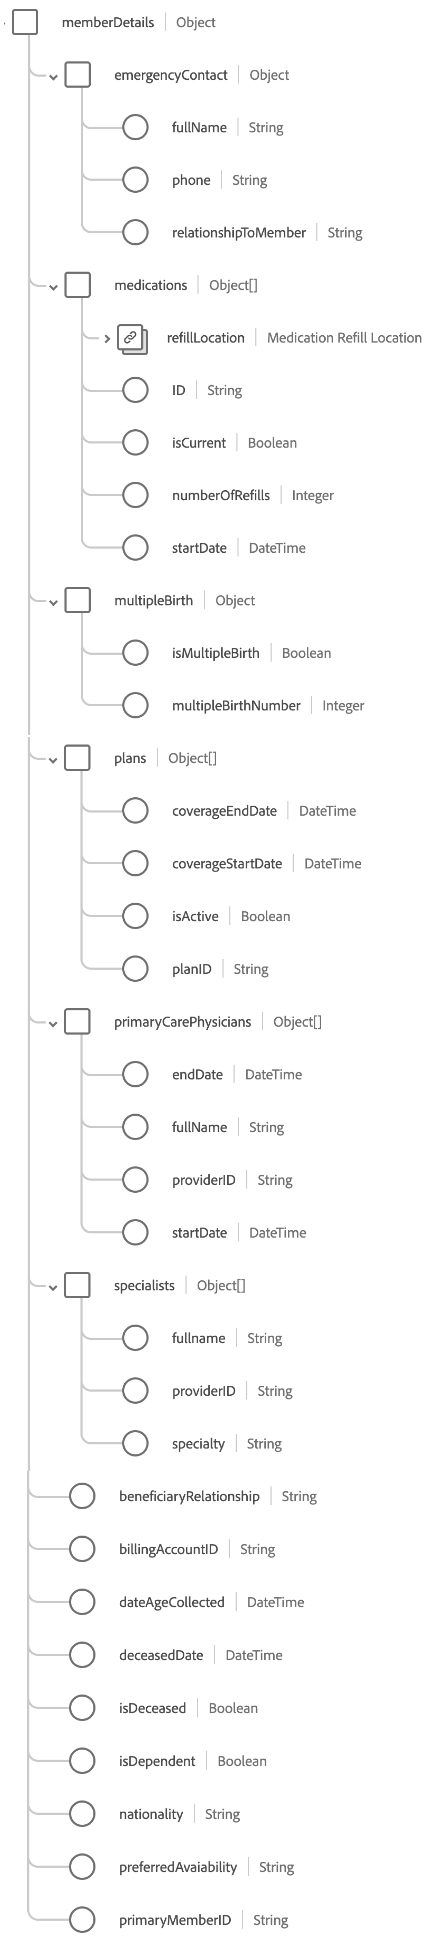 memberDetails | Object
emergencyContact | Object
fullName | String
phone | String
relationshipToMember | String
medications | Object[]
refillLocation | Medication Refill Location
ID | String
isCurrent | Boolean
numberOfRefills | Integer
startDate | DateTime
multipleBirth | Object
isMultipleBirth | Boolean
multipleBirthNumber | Integer
plans | Object[]
coverageEndDate | DateTime
coverageStartDate | DateTime
isActive | Boolean
planID | String
primaryCarePhysicians | Object[]
endDate | DateTime
fullName | String
providerID | String
startDate | DateTime
specialists | Object[]
fullname | String
providerID | String
specialty | String
beneficiaryRelationship | String
billingAccountID | String
dateAgeCollected | DateTime
deceasedDate | DateTime
isDeceased | Boolean
isDependent | Boolean
nationality | String
preferredAvaiability | String
primaryMemberID | String